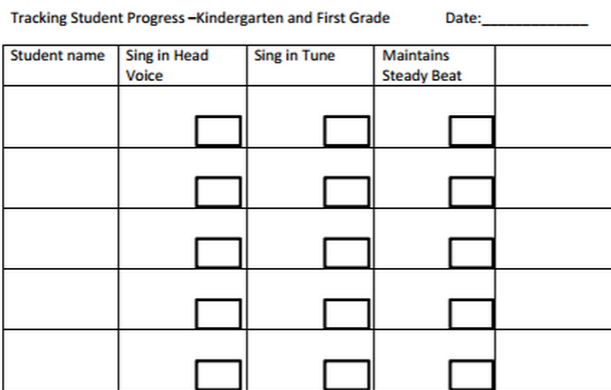 Tracking Student Progress –Kindergarten and First Grade Date:_____________
Student name Sing in Head Voice Sing in Tune Maintains Steady Beat